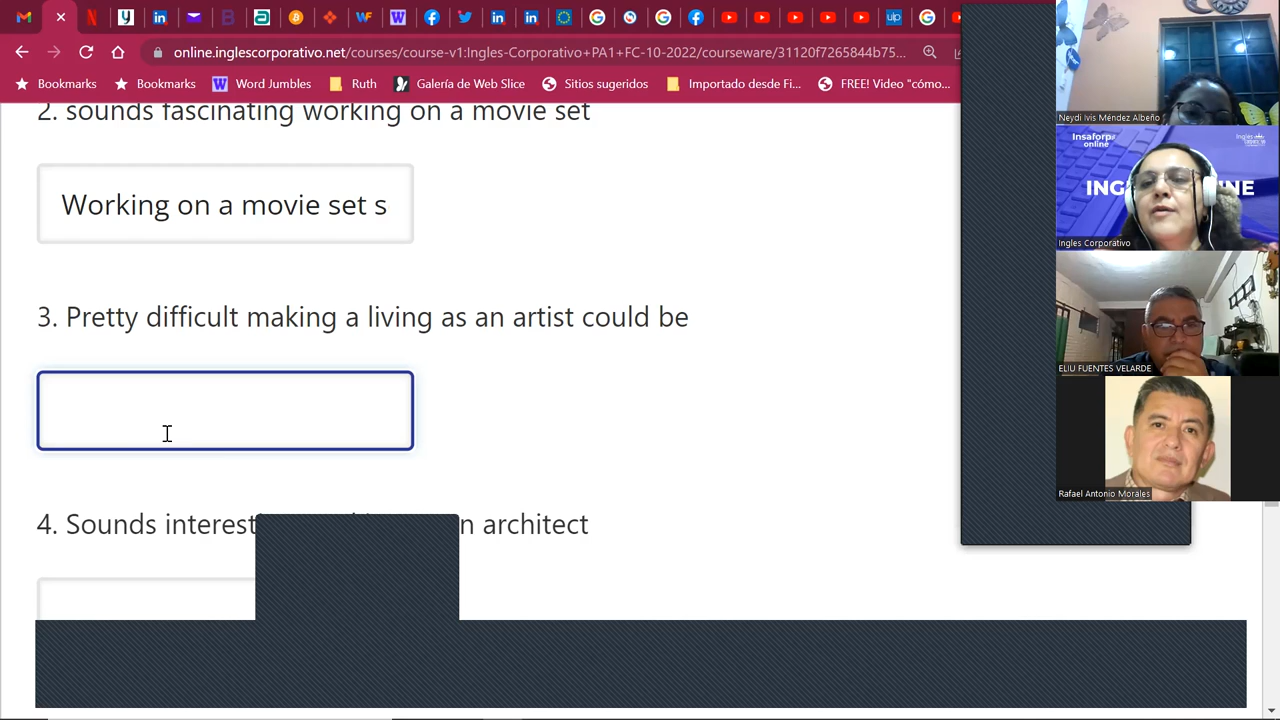 online.inglescorporativo.net/courses/course-v1:Ingles-Corporativo+PA1+FC-10-2022/courseware/31120f7265844b75...
Bookmarks
Bookmarks
Word Jumbles
Ruth
Galería de Web Slice
Sitios sugeridos
Importado desde Fi...
FREE! Video "cómo...
2. sounds fascinating working on a movie set
Working on a movie set s
3. Pretty difficult making a living as an artist could be
4. Sounds interest
n architect
Neydi Ivis Méndez Albeño
Insaforp
online
ING
INE
Ingles Corporativo
ELIU FUENTES VELARDE
Rafael Antonio Morales